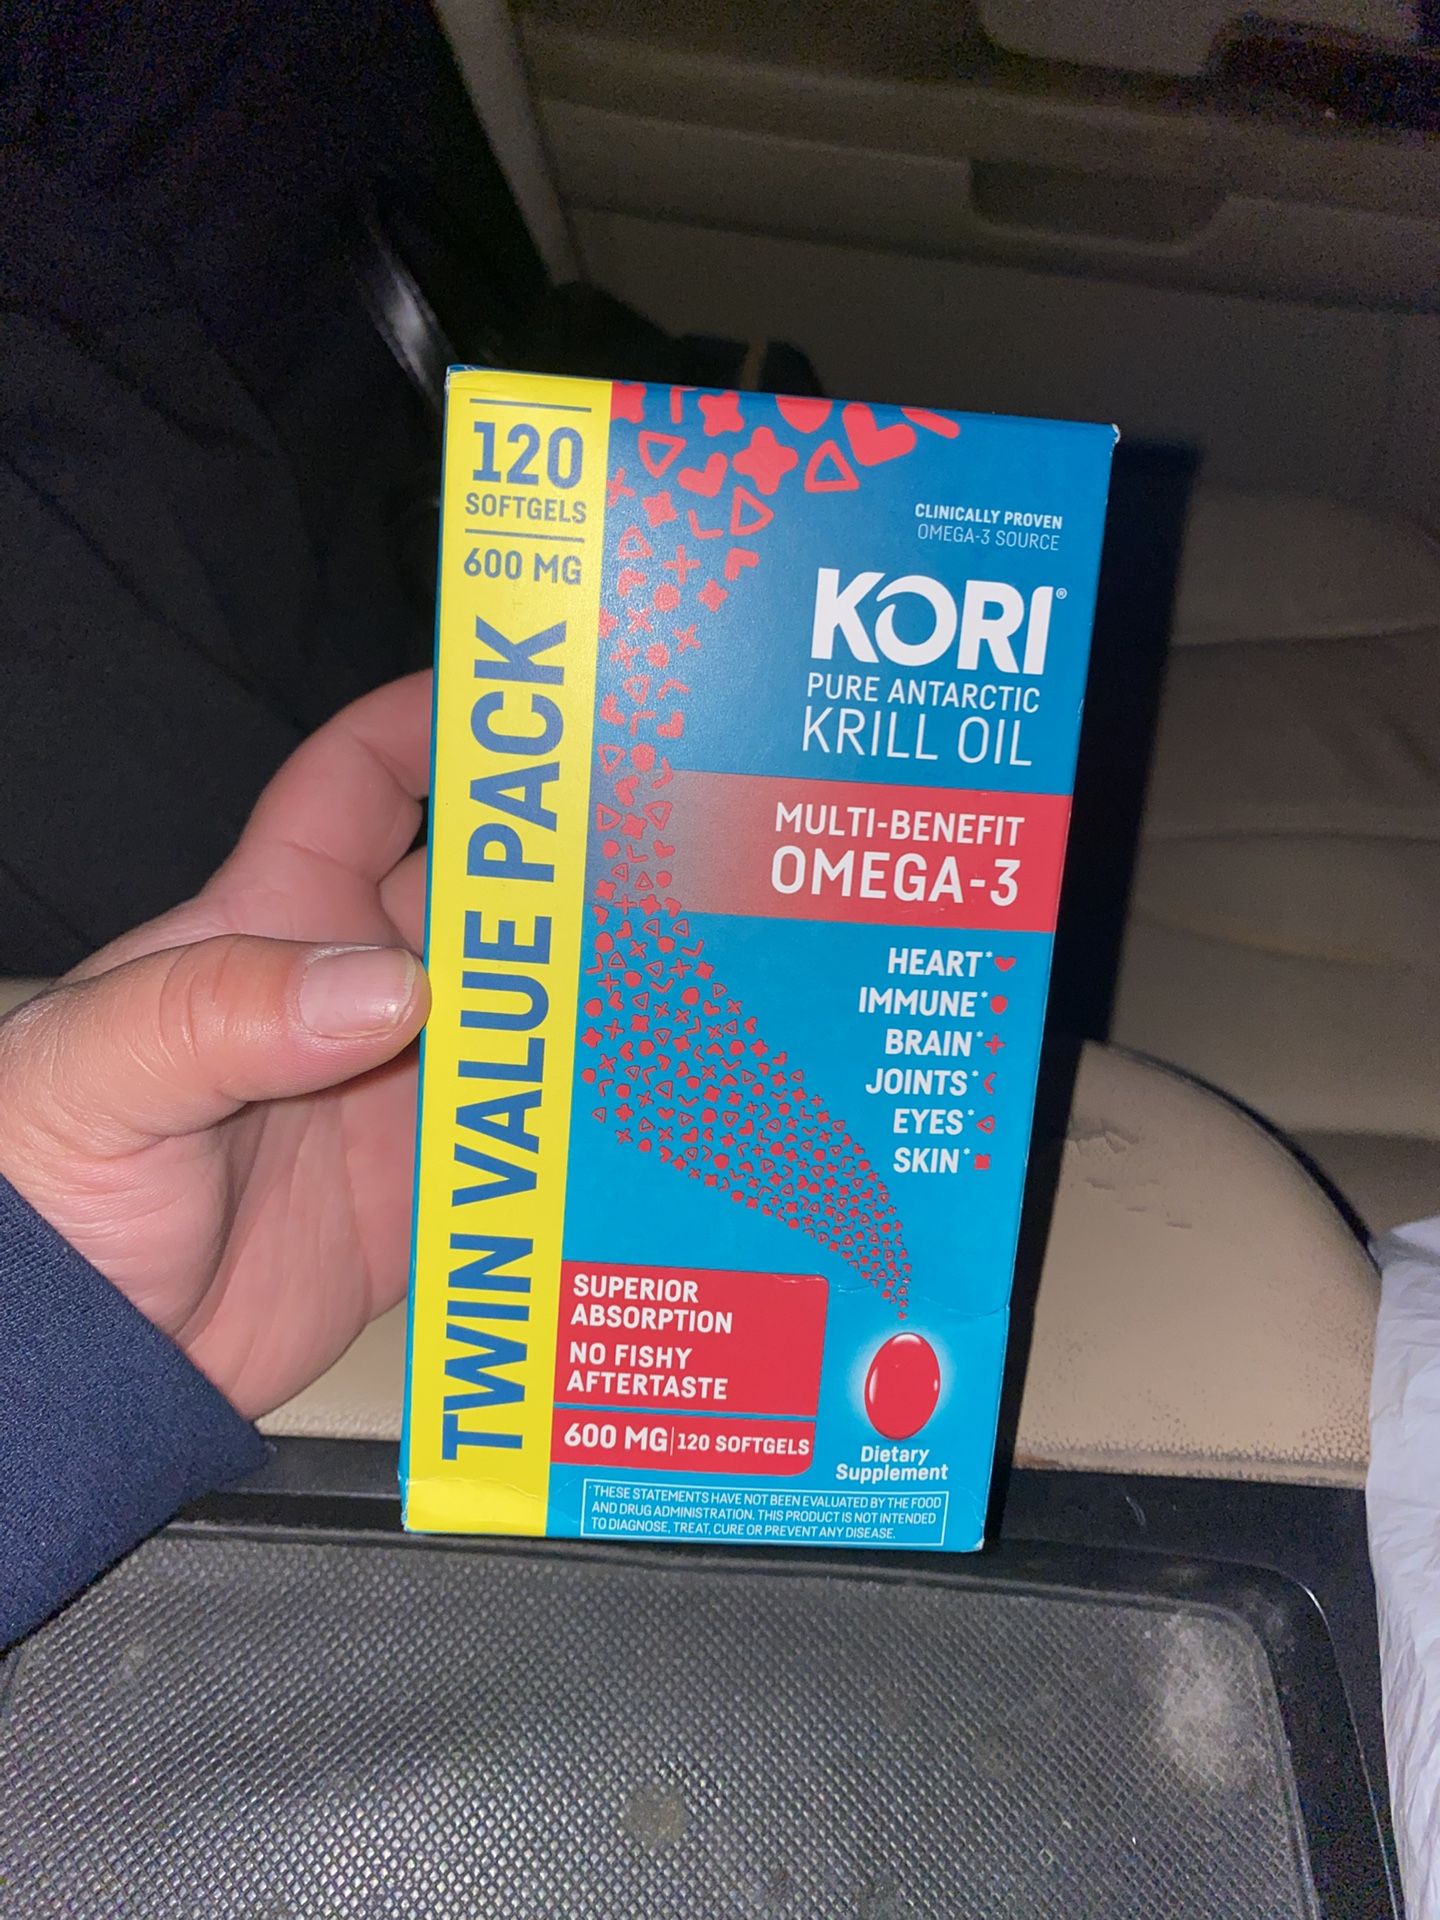 120
SOFTGELS
600 MG
TWIN VALUE PACK
CLINICALLY PROVEN
OMEGA-3 SOURCE
KORI®
PURE ANTARCTIC
KRILL OIL
MULTI-BENEFIT
OMEGA-3
HEART*
IMMUNE*
BRAIN*
JOINTS*
EYES*
SKIN*
SUPERIOR
ABSORPTION
NO FISHY
AFTERTASTE
600 MG|120 SOFTGELS
Dietary
Supplement
*THESE STATEMENTS HAVE NOT BEEN EVALUATED BY THE FOOD
AND DRUG ADMINISTRATION. THIS PRODUCT IS NOT INTENDED
TO DIAGNOSE, TREAT, CURE OR PREVENT ANY DISEASE.